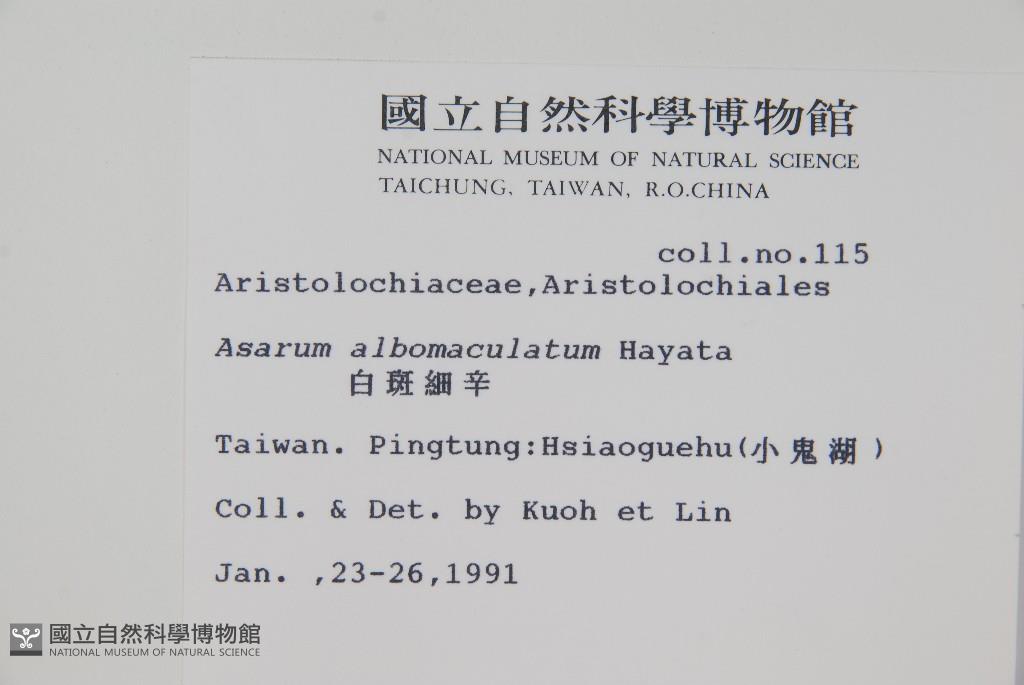 國立自然科學博物館
NATIONAL MUSEUM OF NATURAL SCIENCE
TAICHUNG, TAIWAN, R.O.CHINA
coll.no.115
Aristolochiaceae,Aristolochiales
Asarum albomaculatum Hayata
白斑細辛
Taiwan. Pingtung:Hsiaoguehu(小鬼湖)
Coll. & Det. by Kuoh et Lin
Jan. ,23-26,1991
國立自然科學博物館
NATIONAL MUSEUM OF NATURAL SCIENCE